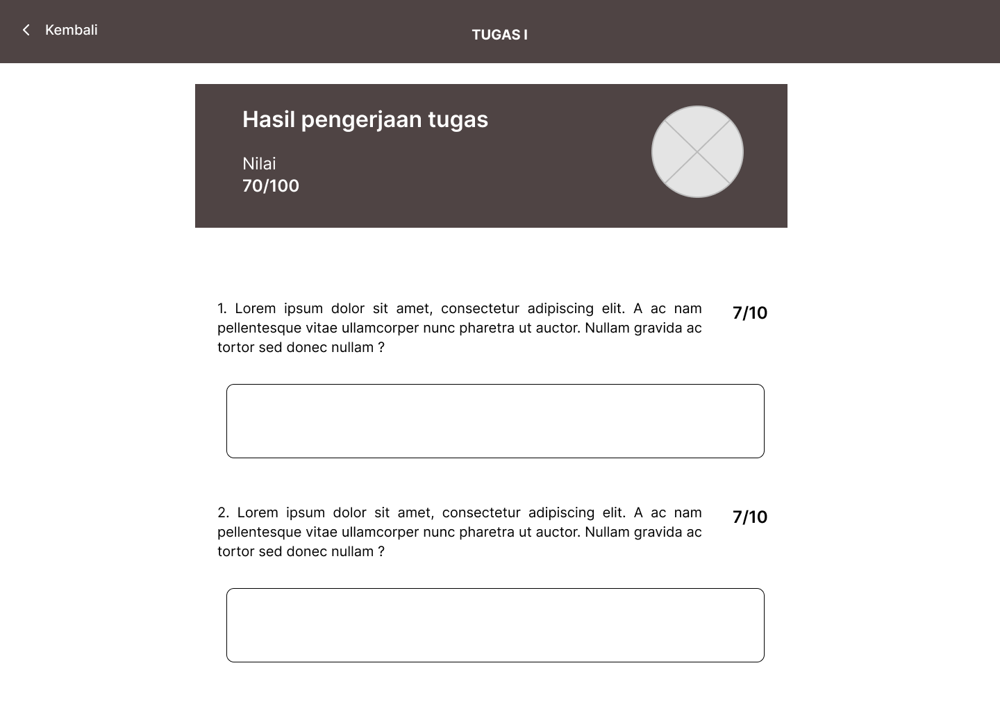 Kembali
TUGAS I
Hasil pengerjaan tugas
Nilai
70/100
1. Lorem ipsum dolor sit amet, consectetur adipiscing elit. A ac nam
pellentesque vitae ullamcorper nunc pharetra ut auctor. Nullam gravida ac
tortor sed donec nullam ?
7/10
2. Lorem ipsum dolor sit amet, consectetur adipiscing elit. A ac nam
pellentesque vitae ullamcorper nunc pharetra ut auctor. Nullam gravida ac
tortor sed donec nullam ?
7/10